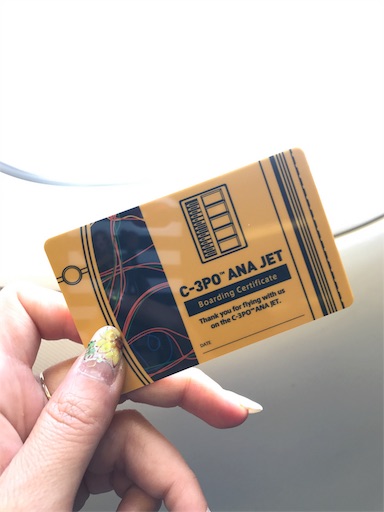 C-3PO™ ANA JET
Boarding Certificate
Thank you for flying with us
on the C-3PO™ ANA JET.
DATE